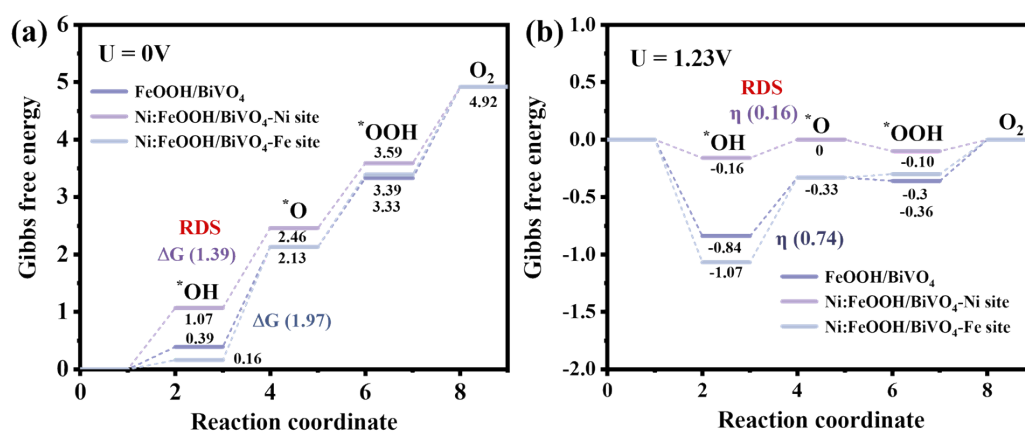 (a)
U = 0V
FeOOH/BiVO₄
Ni:FeOOH/BiVO₄-Ni site
Ni:FeOOH/BiVO₄-Fe site
O₂
4.92
*OOH
3.59
3.39
3.33
*O
2.46
2.13
RDS
ΔG (1.39)
*OH
1.07
0.39
0.16
ΔG (1.97)
Gibbs free energy
6
5
4
3
2
1
0
0 2 4 6 8
Reaction coordinate
(b)
U = 1.23V
RDS
η (0.16)
*OH
*O
*OOH
O₂
-0.16
0
-0.10
-0.33
-0.3
-0.36
-0.84
-1.07
η (0.74)
FeOOH/BiVO₄
Ni:FeOOH/BiVO₄-Ni site
Ni:FeOOH/BiVO₄-Fe site
Gibbs free energy
1.0
0.5
0.0
-0.5
-1.0
-1.5
-2.0
0 2 4 6 8
Reaction coordinate